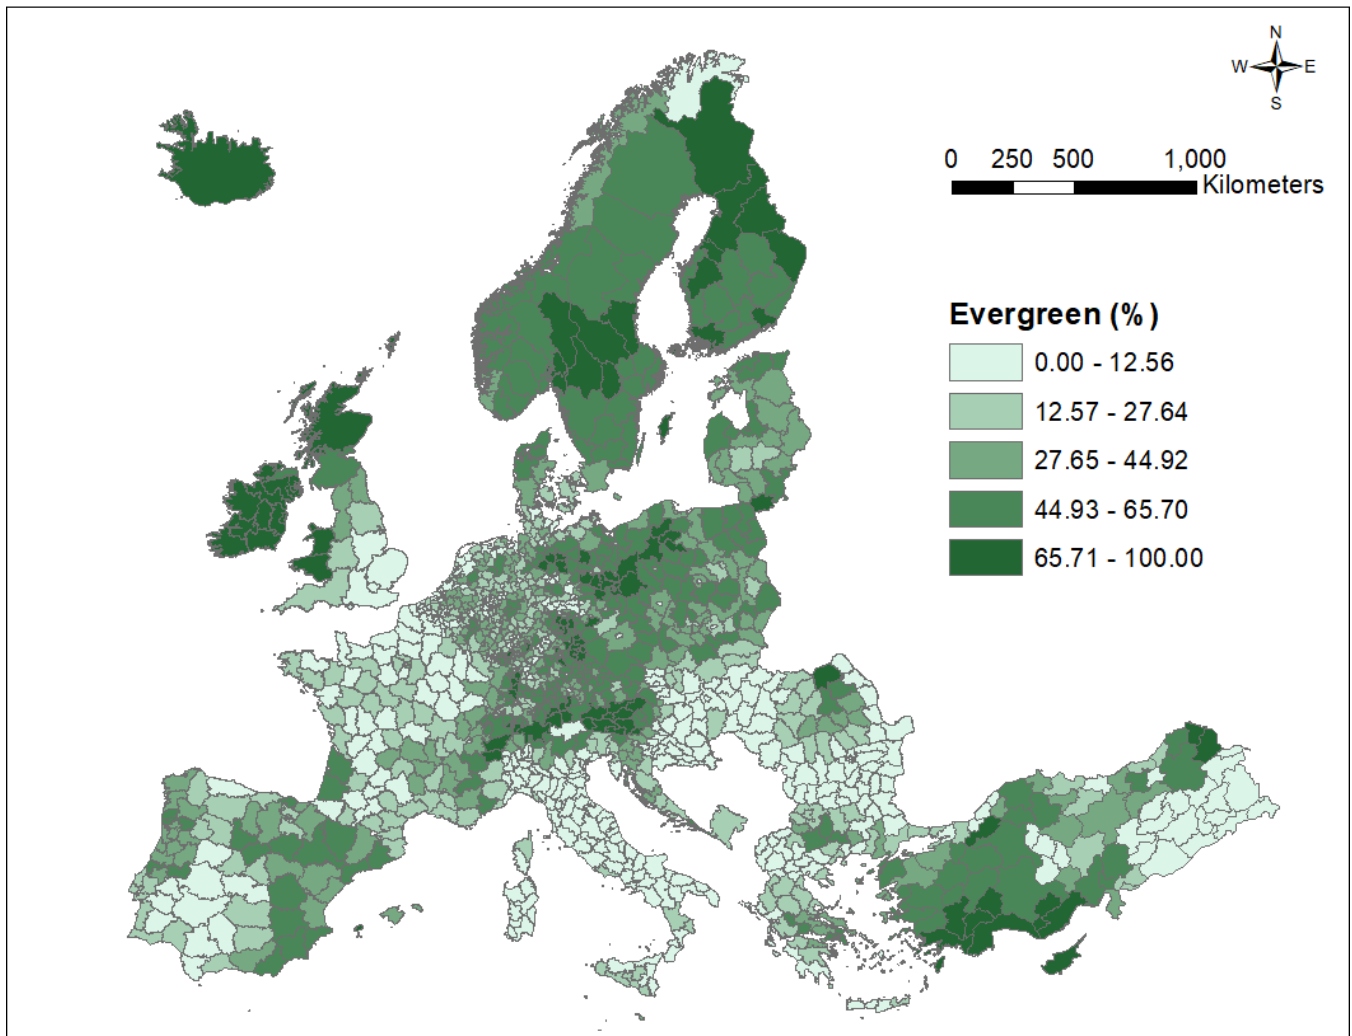 N
W E
S
0 250 500 1,000
Kilometers
Evergreen (%)
0.00 - 12.56
12.57 - 27.64
27.65 - 44.92
44.93 - 65.70
65.71 - 100.00